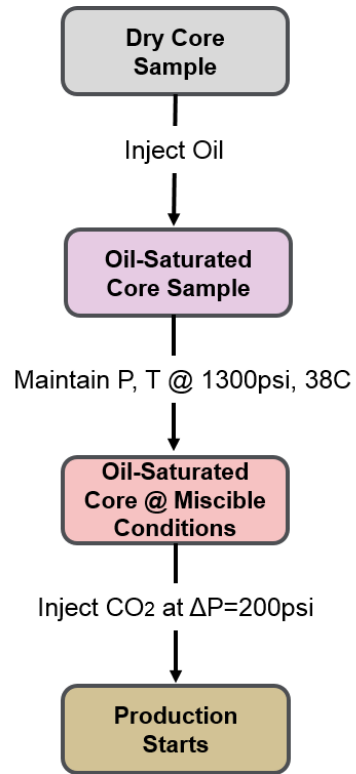 Dry Core
Sample
Inject Oil
Oil-Saturated
Core Sample
Maintain P, T @ 1300psi, 38C
Oil-Saturated
Core @ Miscible
Conditions
Inject CO2 at ΔP=200psi
Production
Starts